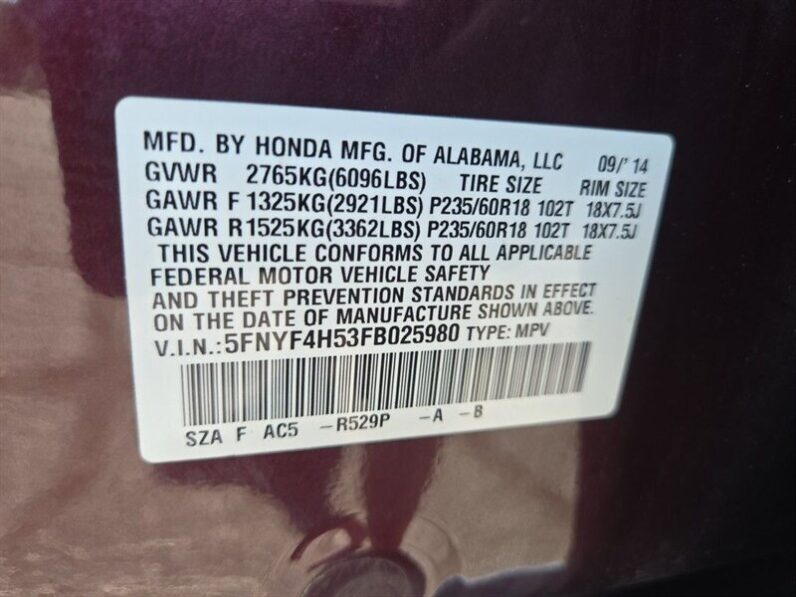 MFD. BY HONDA MFG. OF ALABAMA, LLC 09/'14
GVWR 2765KG(6096LBS) TIRE SIZE RIM SIZE
GAWR F 1325KG(2921LBS) P235/60R18 102T 18X7.5J
GAWR R 1525KG(3362LBS) P235/60R18 102T 18X7.5J
THIS VEHICLE CONFORMS TO ALL APPLICABLE
FEDERAL MOTOR VEHICLE SAFETY
AND THEFT PREVENTION STANDARDS IN EFFECT
ON THE DATE OF MANUFACTURE SHOWN ABOVE.
V.I.N.:5FNYF4H53FB025980 TYPE: MPV
SZA F AC5 -R529P -A -B